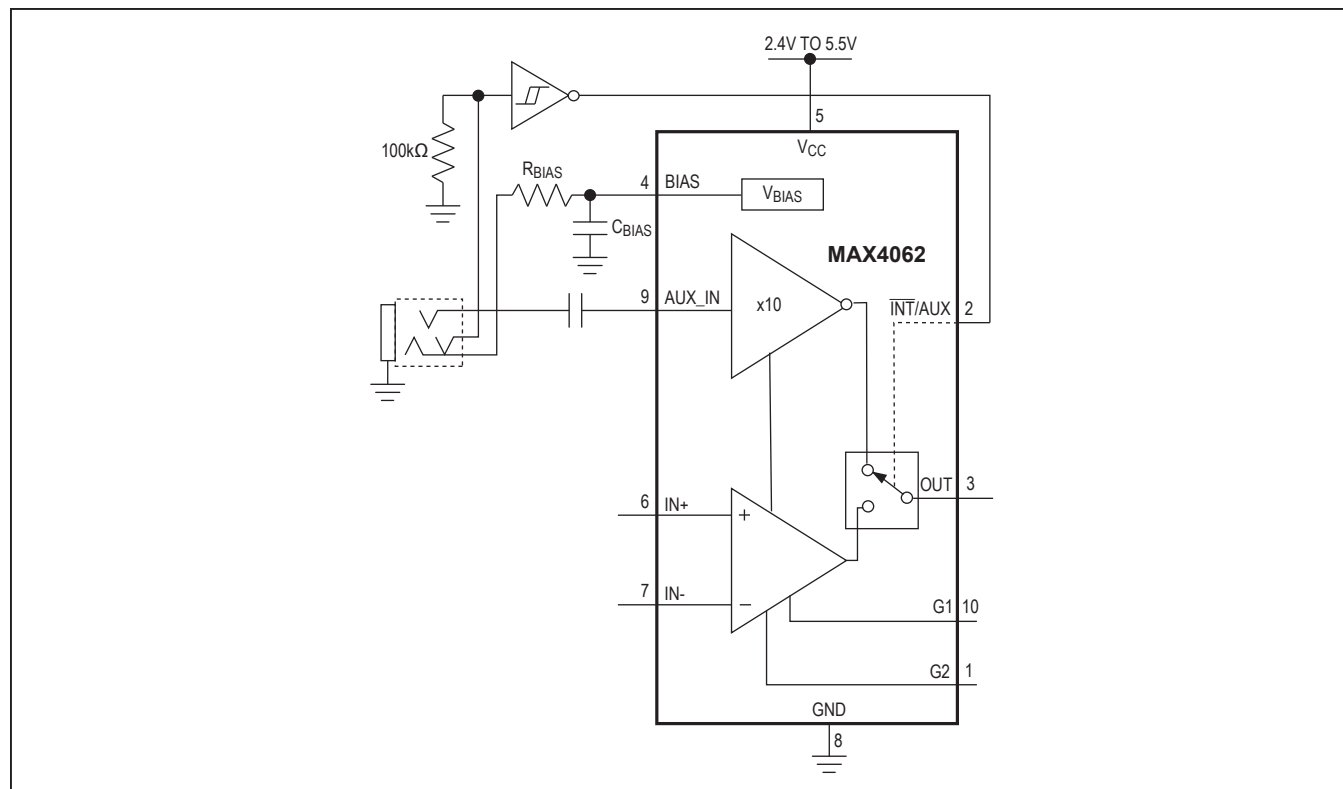 2.4V TO 5.5V
5
VCC
100kΩ
RBIAS
4 BIAS
VBIAS
CBIAS
MAX4062
9 AUX_IN
x10
I̅N̅T̅/AUX 2
OUT 3
6 IN+
+
7 IN-
−
G1 10
G2 1
GND
8